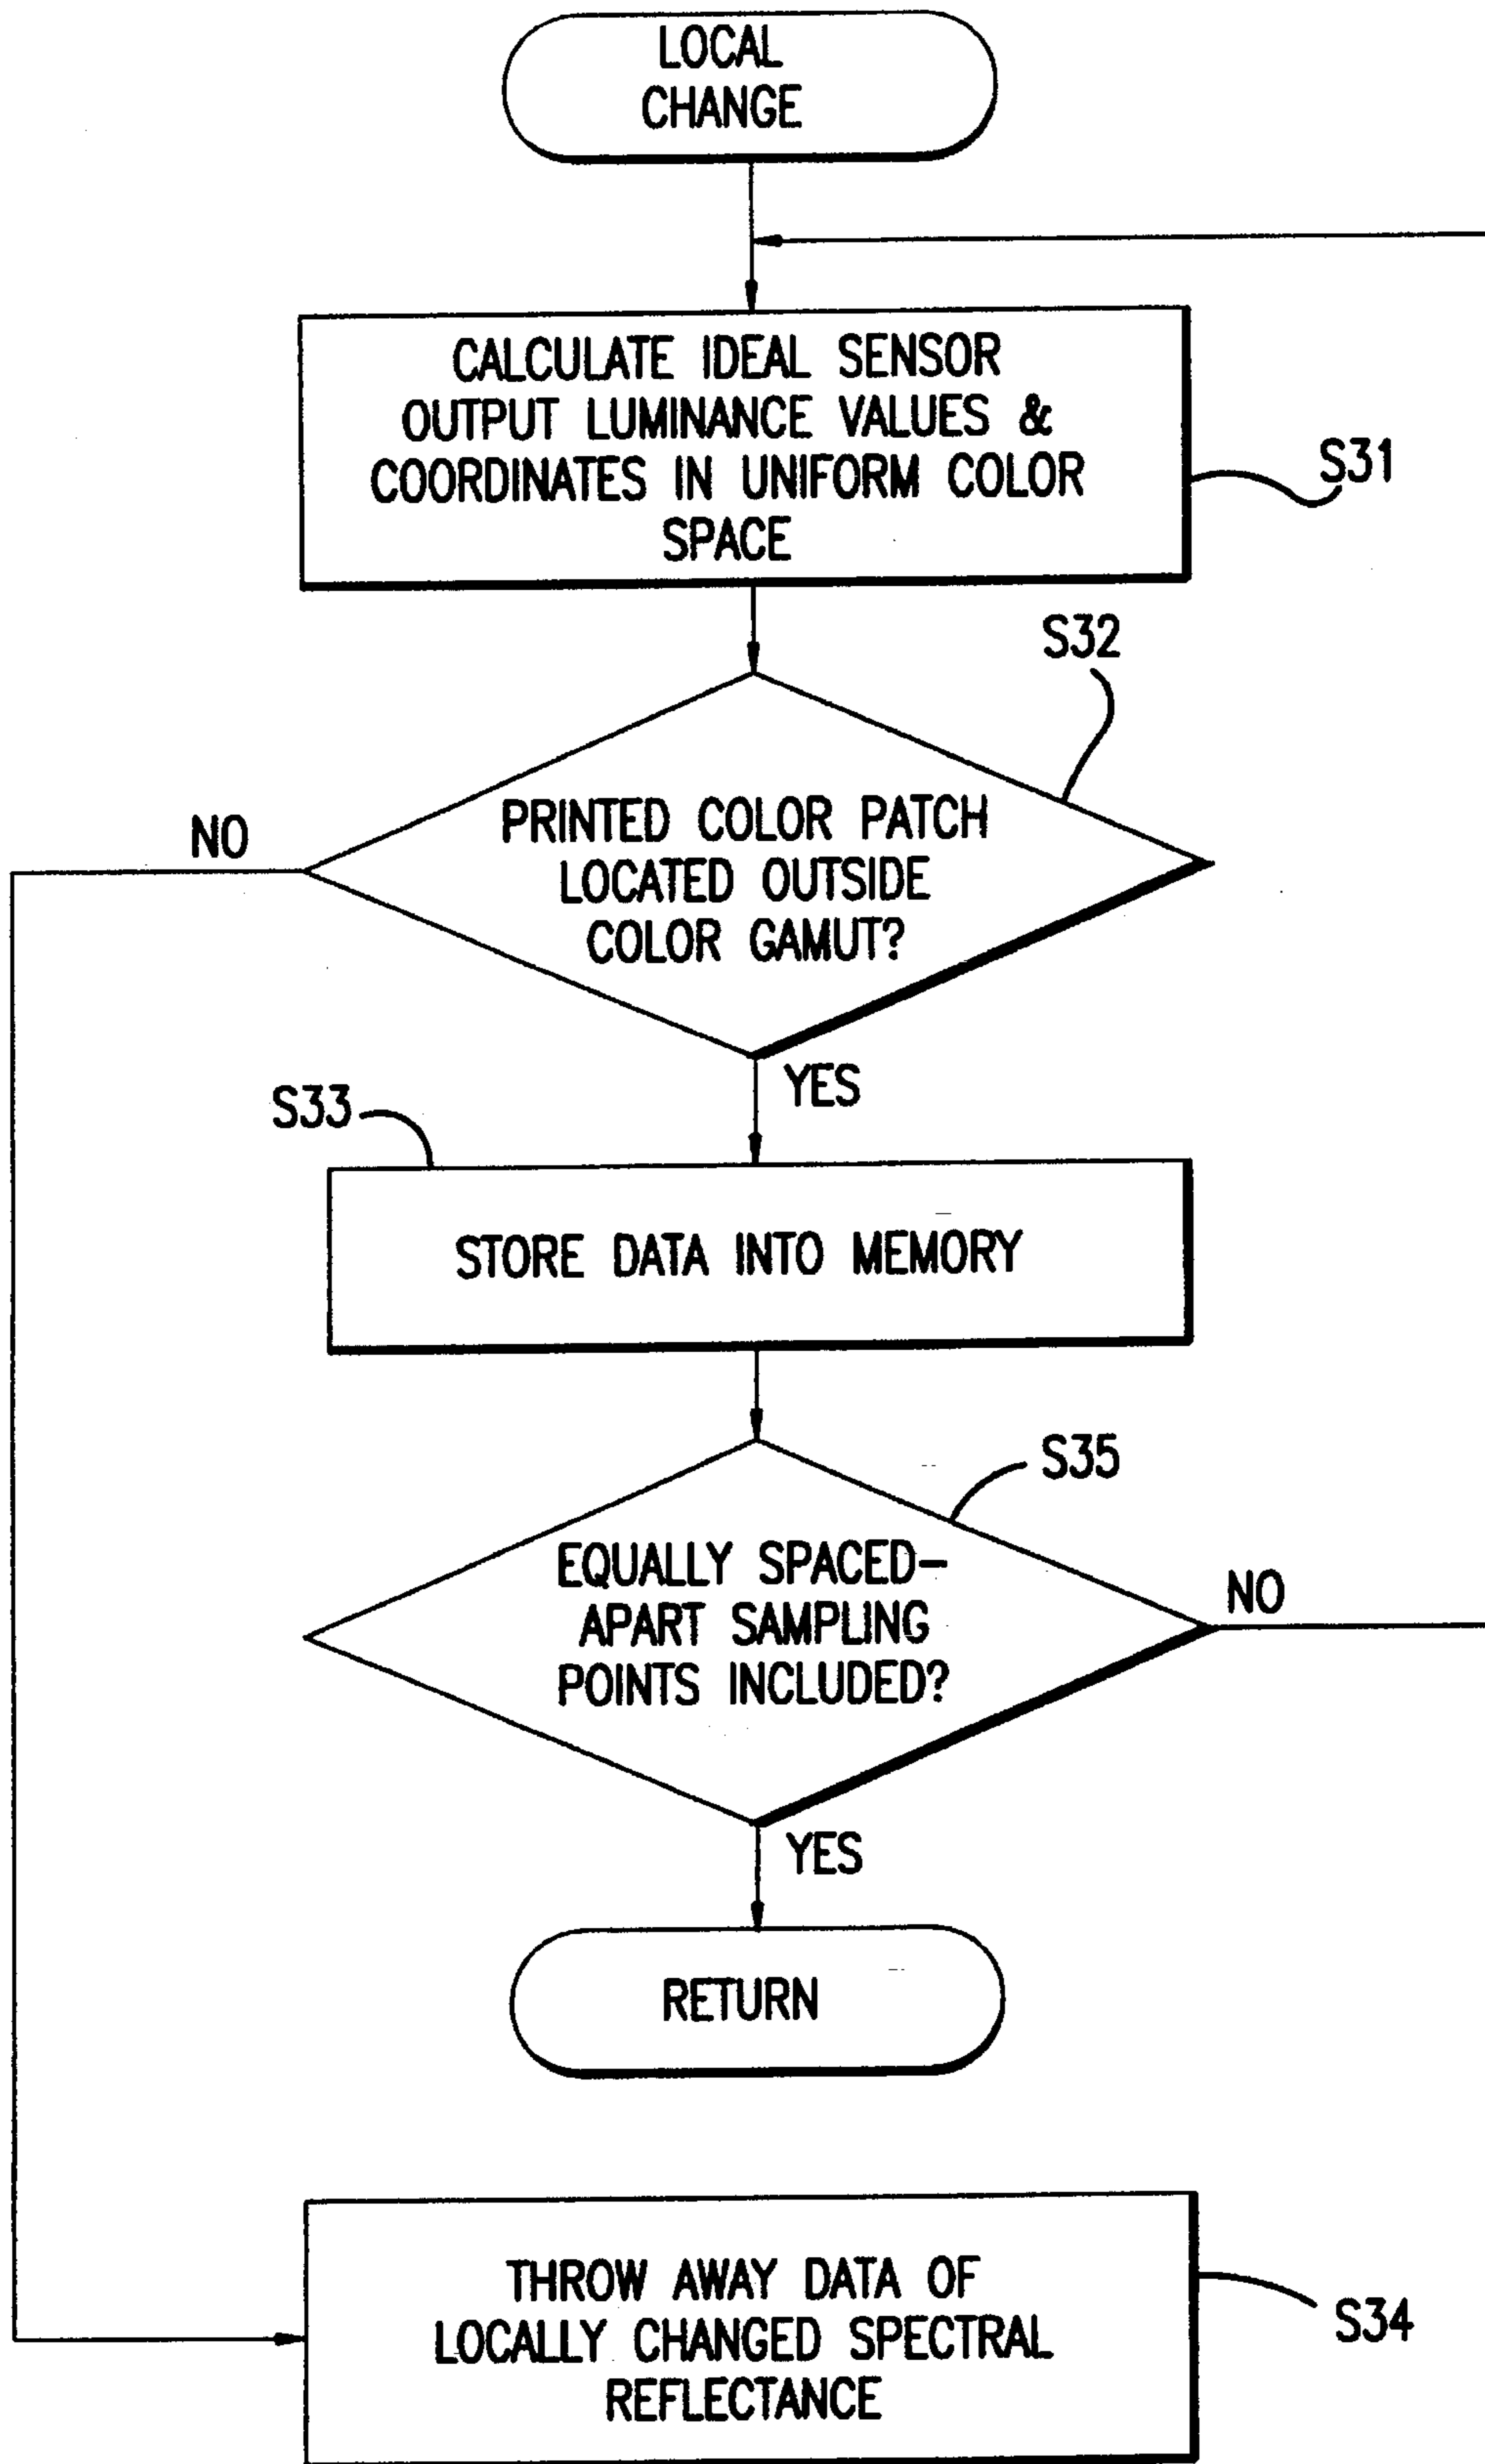 LOCAL
CHANGE
CALCULATE IDEAL SENSOR
OUTPUT LUMINANCE VALUES &
COORDINATES IN UNIFORM COLOR
SPACE
S31
S32
NO
PRINTED COLOR PATCH
LOCATED OUTSIDE
COLOR GAMUT?
YES
S33
STORE DATA INTO MEMORY
S35
EQUALLY SPACED-
APART SAMPLING
POINTS INCLUDED?
NO
YES
RETURN
THROW AWAY DATA OF
LOCALLY CHANGED SPECTRAL
REFLECTANCE
S34